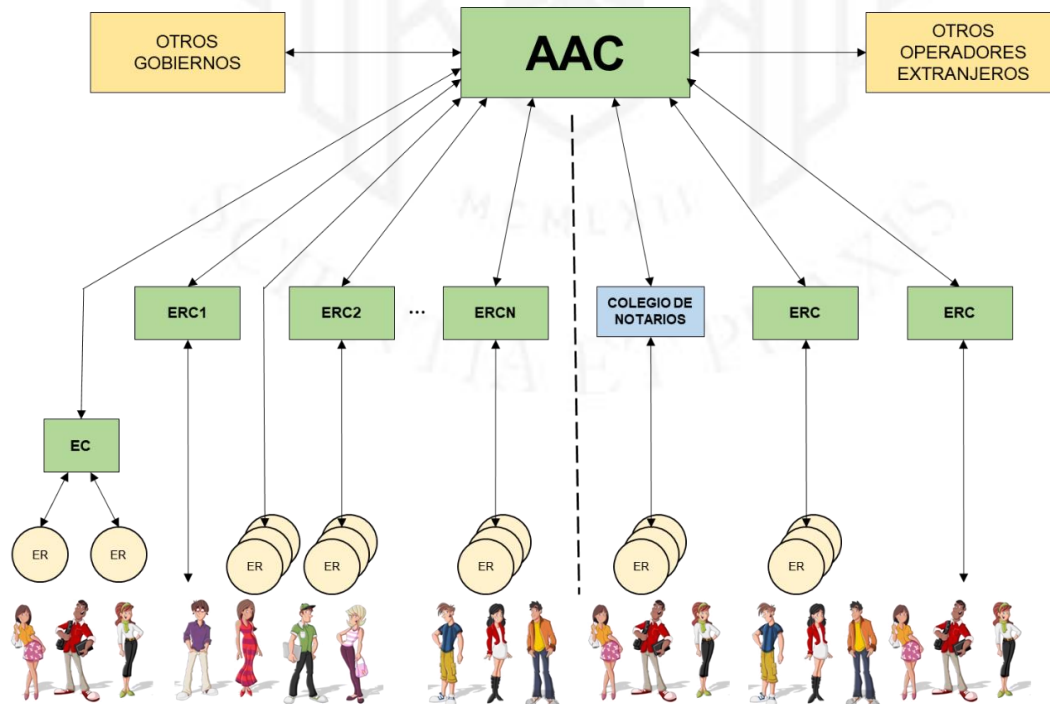 OTROS
GOBIERNOS
AAC
OTROS
OPERADORES
EXTRANJEROS
MCMLXII
ERC1
ERC2
...
ERCN
COLEGIO DE
NOTARIOS
ERC
ERC
EC
ER
ER
ER
ER
ER
ER
ER